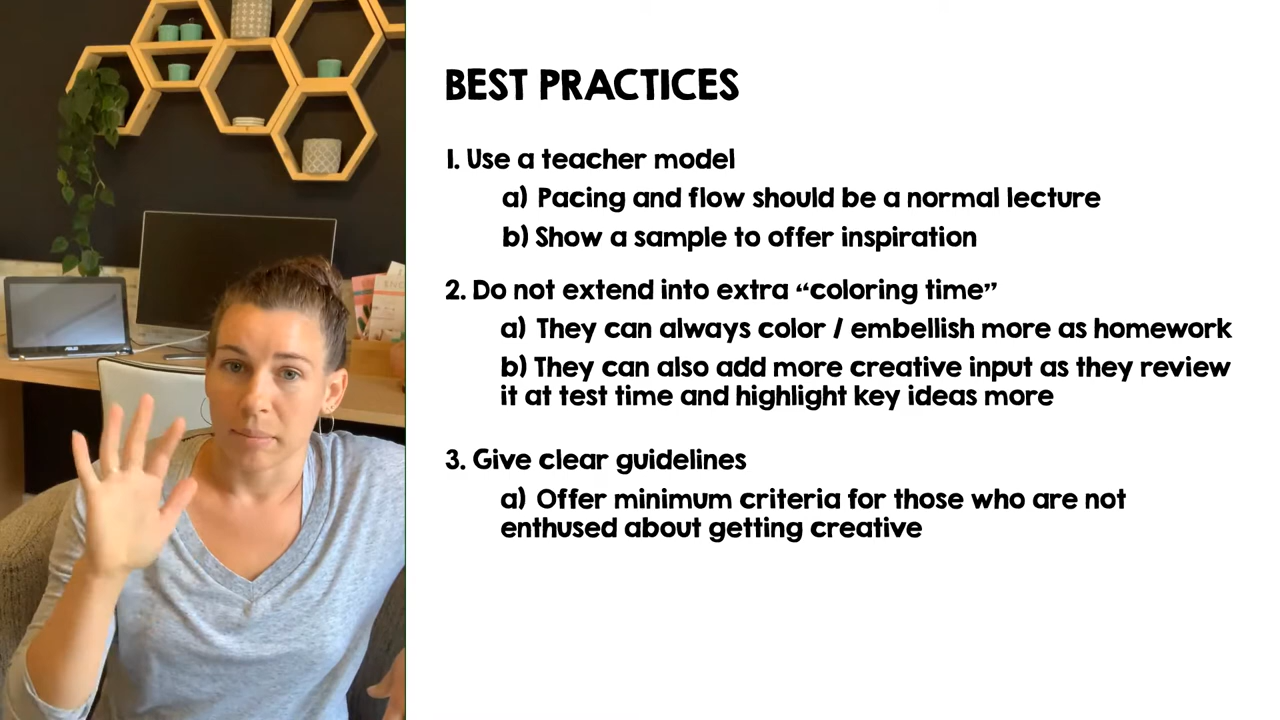 BEST PRACTICES
1. Use a teacher model
a) Pacing and flow should be a normal lecture
b) Show a sample to offer inspiration
2. Do not extend into extra “coloring time”
a) They can always color / embellish more as homework
b) They can also add more creative input as they review
it at test time and highlight key ideas more
3. Give clear guidelines
a) Offer minimum criteria for those who are not
enthused about getting creative
ASUS